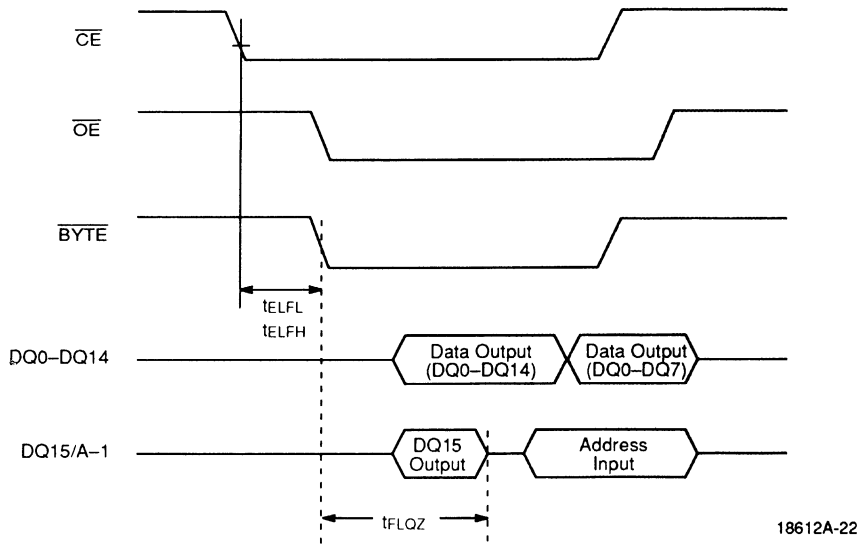 CE
OE
BYTE
tELFL
tELFH
DQ0–DQ14
Data Output
(DQ0–DQ14)
Data Output
(DQ0–DQ7)
DQ15/A–1
DQ15
Output
Address
Input
tFLQZ
18612A-22